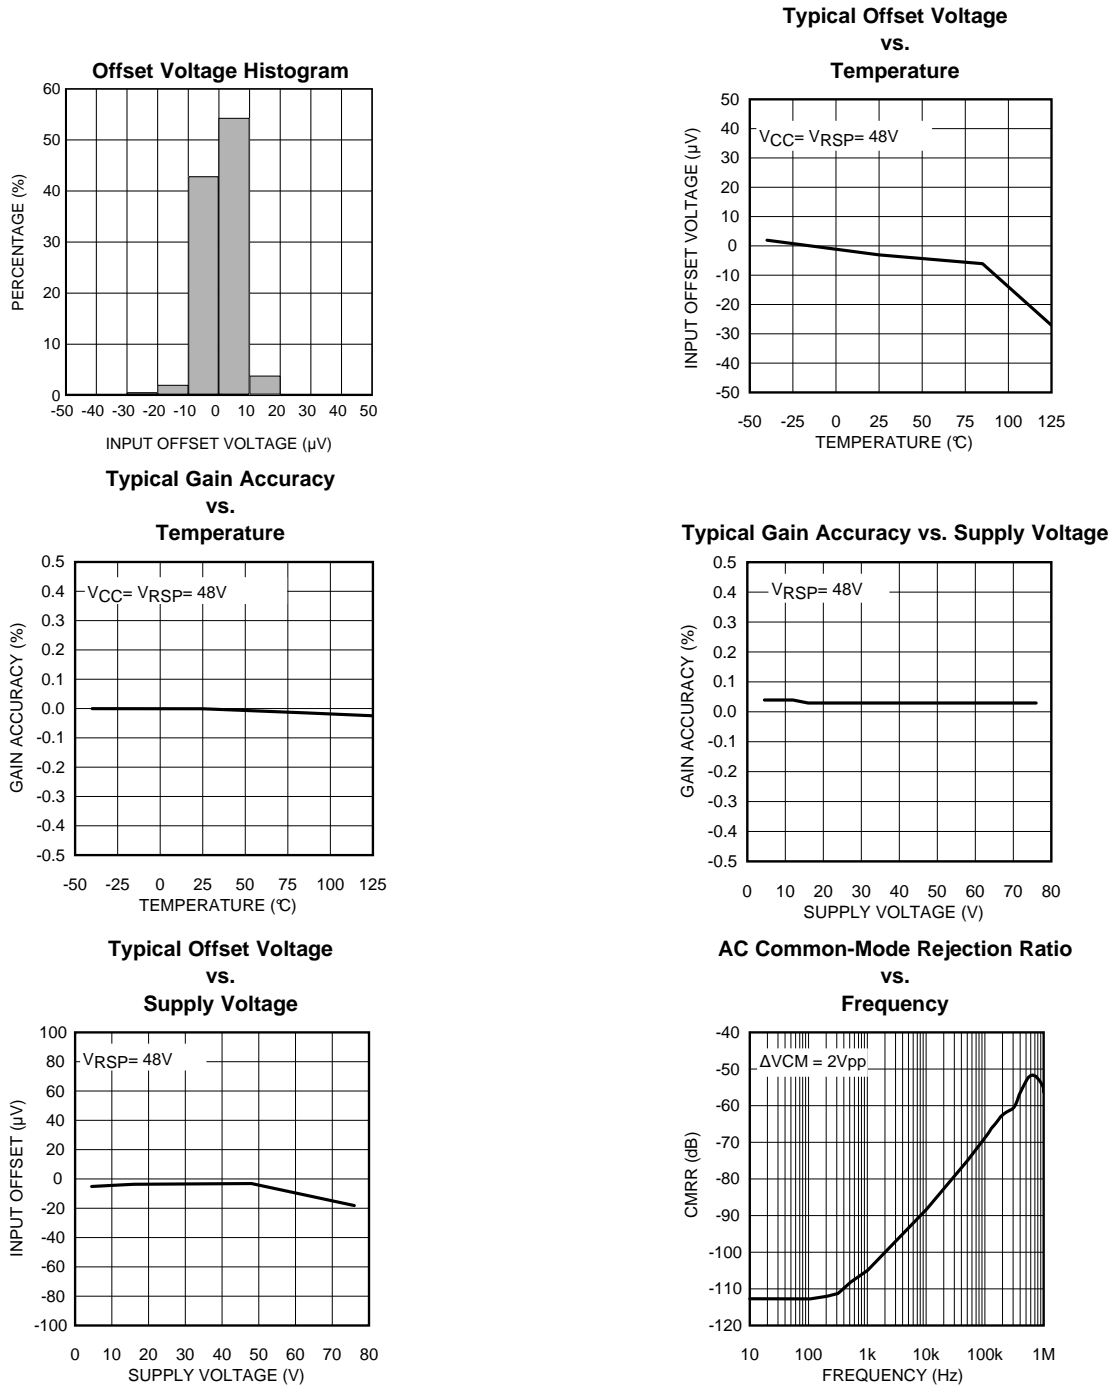 Offset Voltage Histogram
60
50
40
30
20
10
0
PERCENTAGE (%)
-50 -40 -30 -20 -10 0 10 20 30 40 50
INPUT OFFSET VOLTAGE (µV)
Typical Offset Voltage
vs.
Temperature
50
40
30
20
10
0
-10
-20
-30
-40
-50
INPUT OFFSET VOLTAGE (µV)
VCC= VRSP= 48V
-50 -25 0 25 50 75 100 125
TEMPERATURE (°C)
Typical Gain Accuracy
vs.
Temperature
0.5
0.4
0.3
0.2
0.1
0.0
-0.1
-0.2
-0.3
-0.4
-0.5
GAIN ACCURACY (%)
VCC= VRSP= 48V
-50 -25 0 25 50 75 100 125
TEMPERATURE (°C)
Typical Gain Accuracy vs. Supply Voltage
0.5
0.4
0.3
0.2
0.1
0.0
-0.1
-0.2
-0.3
-0.4
-0.5
GAIN ACCURACY (%)
VRSP= 48V
0 10 20 30 40 50 60 70 80
SUPPLY VOLTAGE (V)
Typical Offset Voltage
vs.
Supply Voltage
100
80
60
40
20
0
-20
-40
-60
-80
-100
INPUT OFFSET (µV)
VRSP= 48V
0 10 20 30 40 50 60 70 80
SUPPLY VOLTAGE (V)
AC Common-Mode Rejection Ratio
vs.
Frequency
-40
-50
-60
-70
-80
-90
-100
-110
-120
CMRR (dB)
ΔVCM = 2Vpp
10 100 1k 10k 100k 1M
FREQUENCY (Hz)